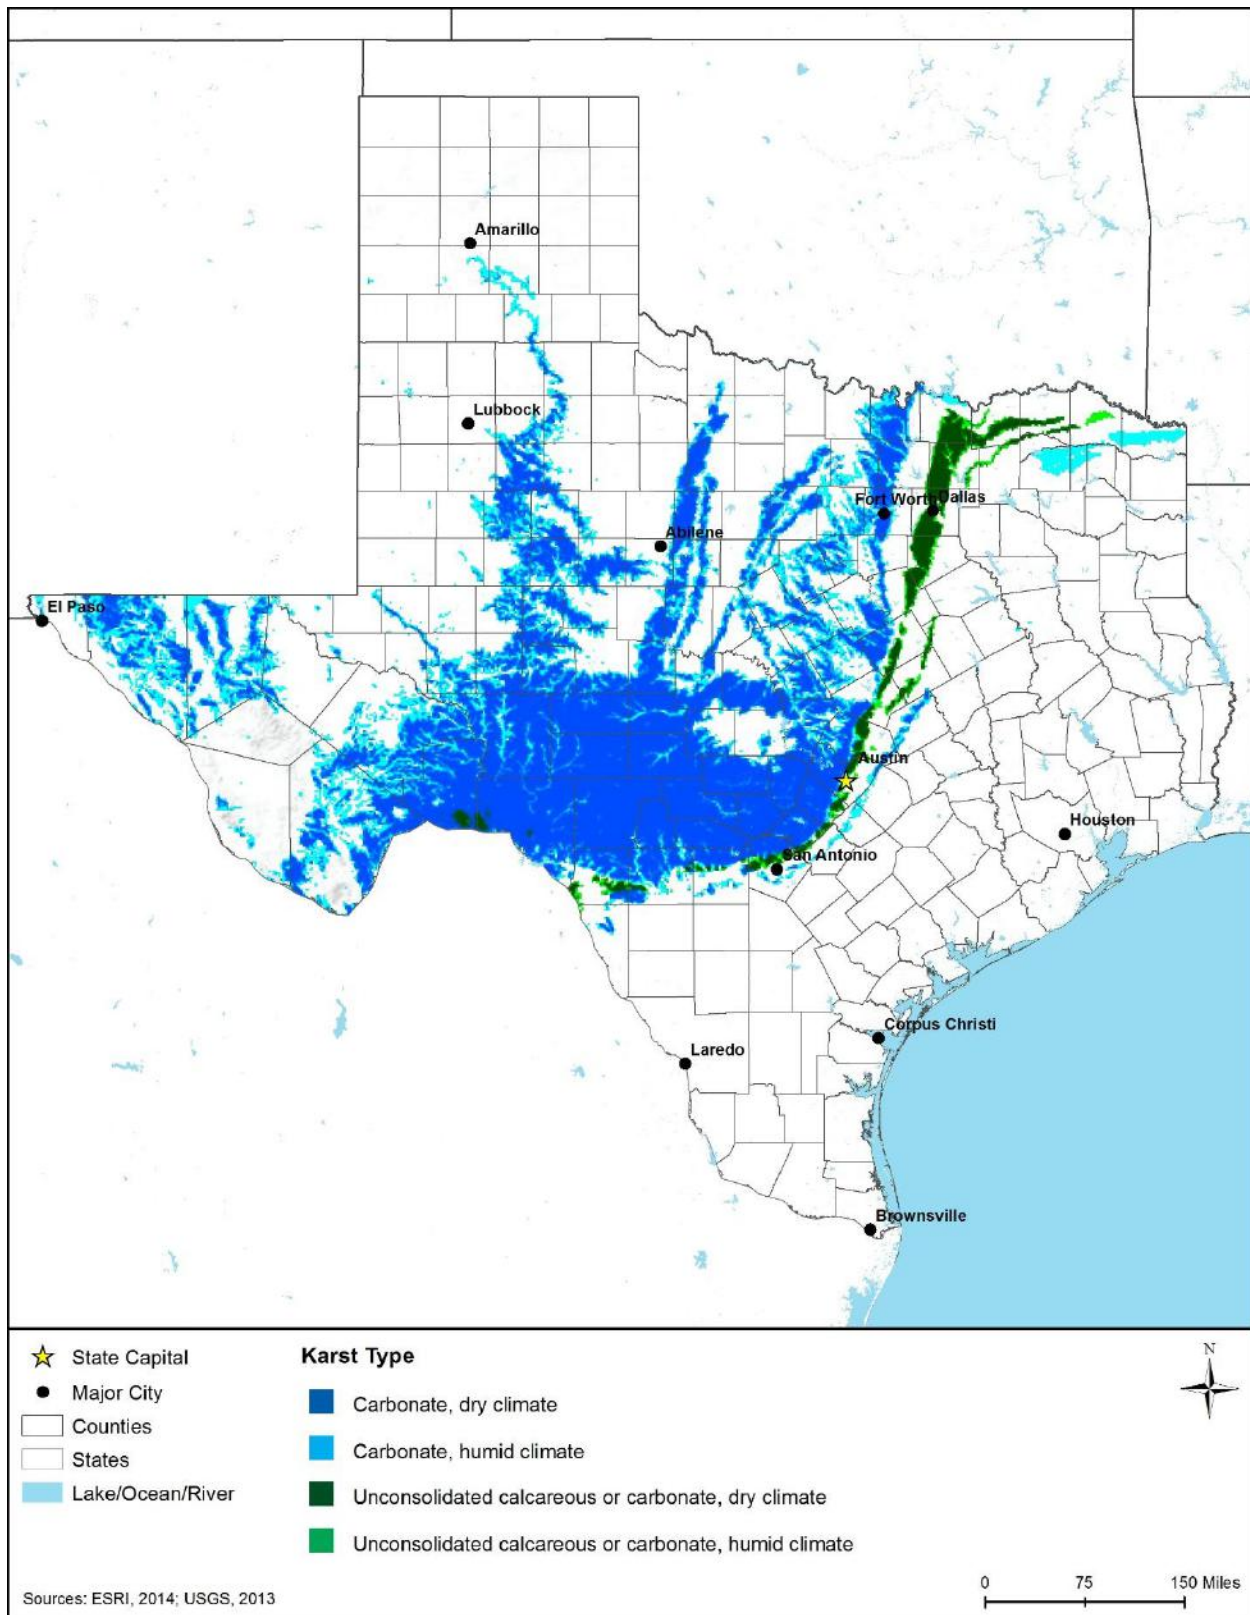 Amarillo
Lubbock
Fort Worth
Dallas
Abilene
El Paso
Austin
Houston
San Antonio
Corpus Christi
Laredo
Brownsville
State Capital
Major City
Counties
States
Lake/Ocean/River
Karst Type
Carbonate, dry climate
Carbonate, humid climate
Unconsolidated calcareous or carbonate, dry climate
Unconsolidated calcareous or carbonate, humid climate
N
0 75 150 Miles
Sources: ESRI, 2014; USGS, 2013